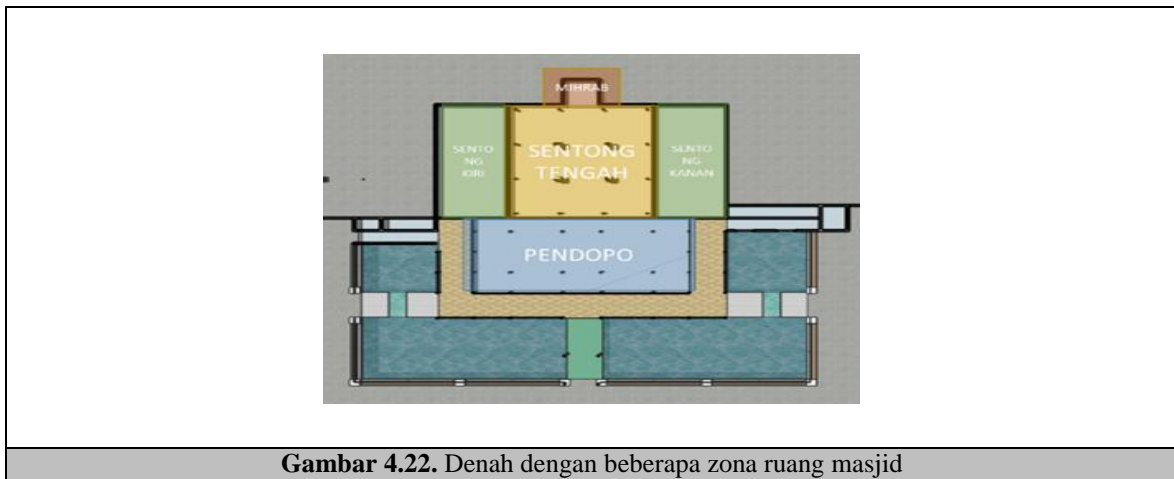 MIHRAB
SENTO
NG
KIRI
SENTONG
TENGAH
SENTO
NG
KANAN
PENDOPO
Gambar 4.22. Denah dengan beberapa zona ruang masjid